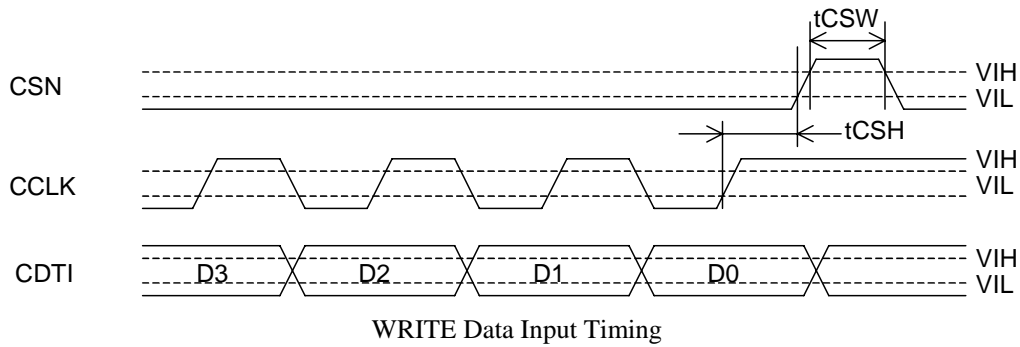 tCSW
CSN
VIH
VIL
tCSH
CCLK
VIH
VIL
CDTI
D3
D2
D1
D0
VIH
VIL
WRITE Data Input Timing